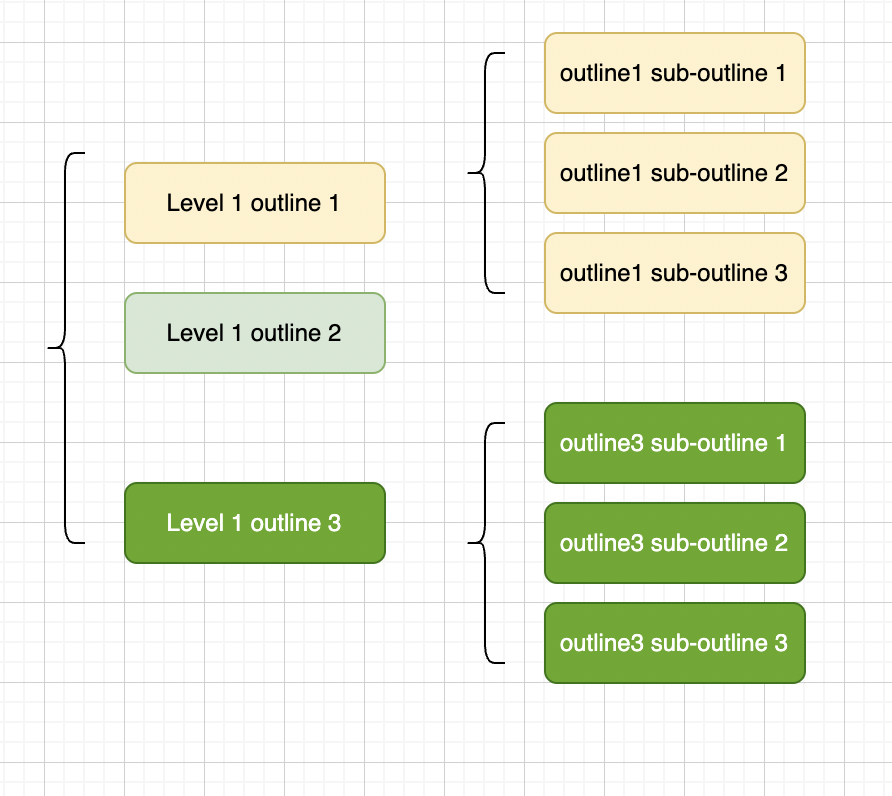 Level 1 outline 1
outline1 sub-outline 1
outline1 sub-outline 2
outline1 sub-outline 3
Level 1 outline 2
Level 1 outline 3
outline3 sub-outline 1
outline3 sub-outline 2
outline3 sub-outline 3